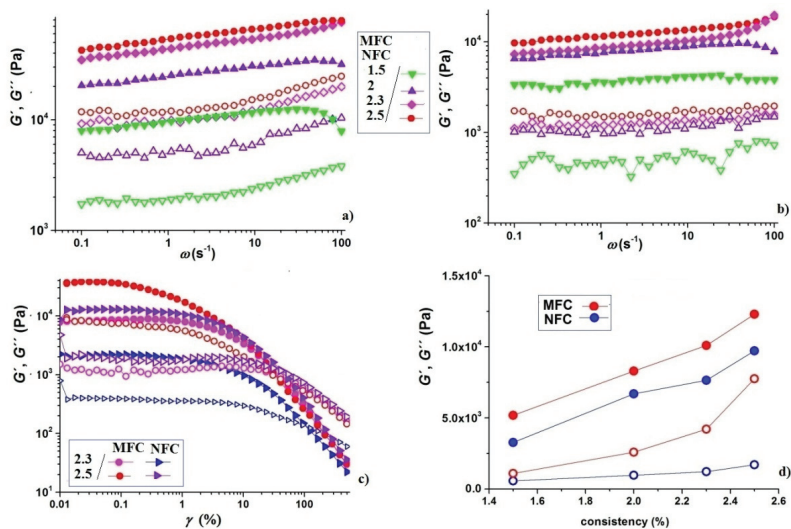 G´, G´´ (Pa)
10⁴
10³
0.1 1 10 100
ω(s⁻¹)
a)
MFC
NFC
1.5
2
2.3
2.5
G´, G´´ (Pa)
10⁴
10³
10²
0.1 1 10 100
ω(s⁻¹)
b)
G´, G´´ (Pa)
10⁴
10³
10²
10¹
0.01 0.1 1 10 100
γ (%)
MFC NFC
2.3
2.5
c)
G´, G´´ (Pa)
1.5x10⁴
1.0x10⁴
5.0x10³
0.0
1.4 1.6 1.8 2.0 2.2 2.4 2.6
consistency (%)
MFC
NFC
d)